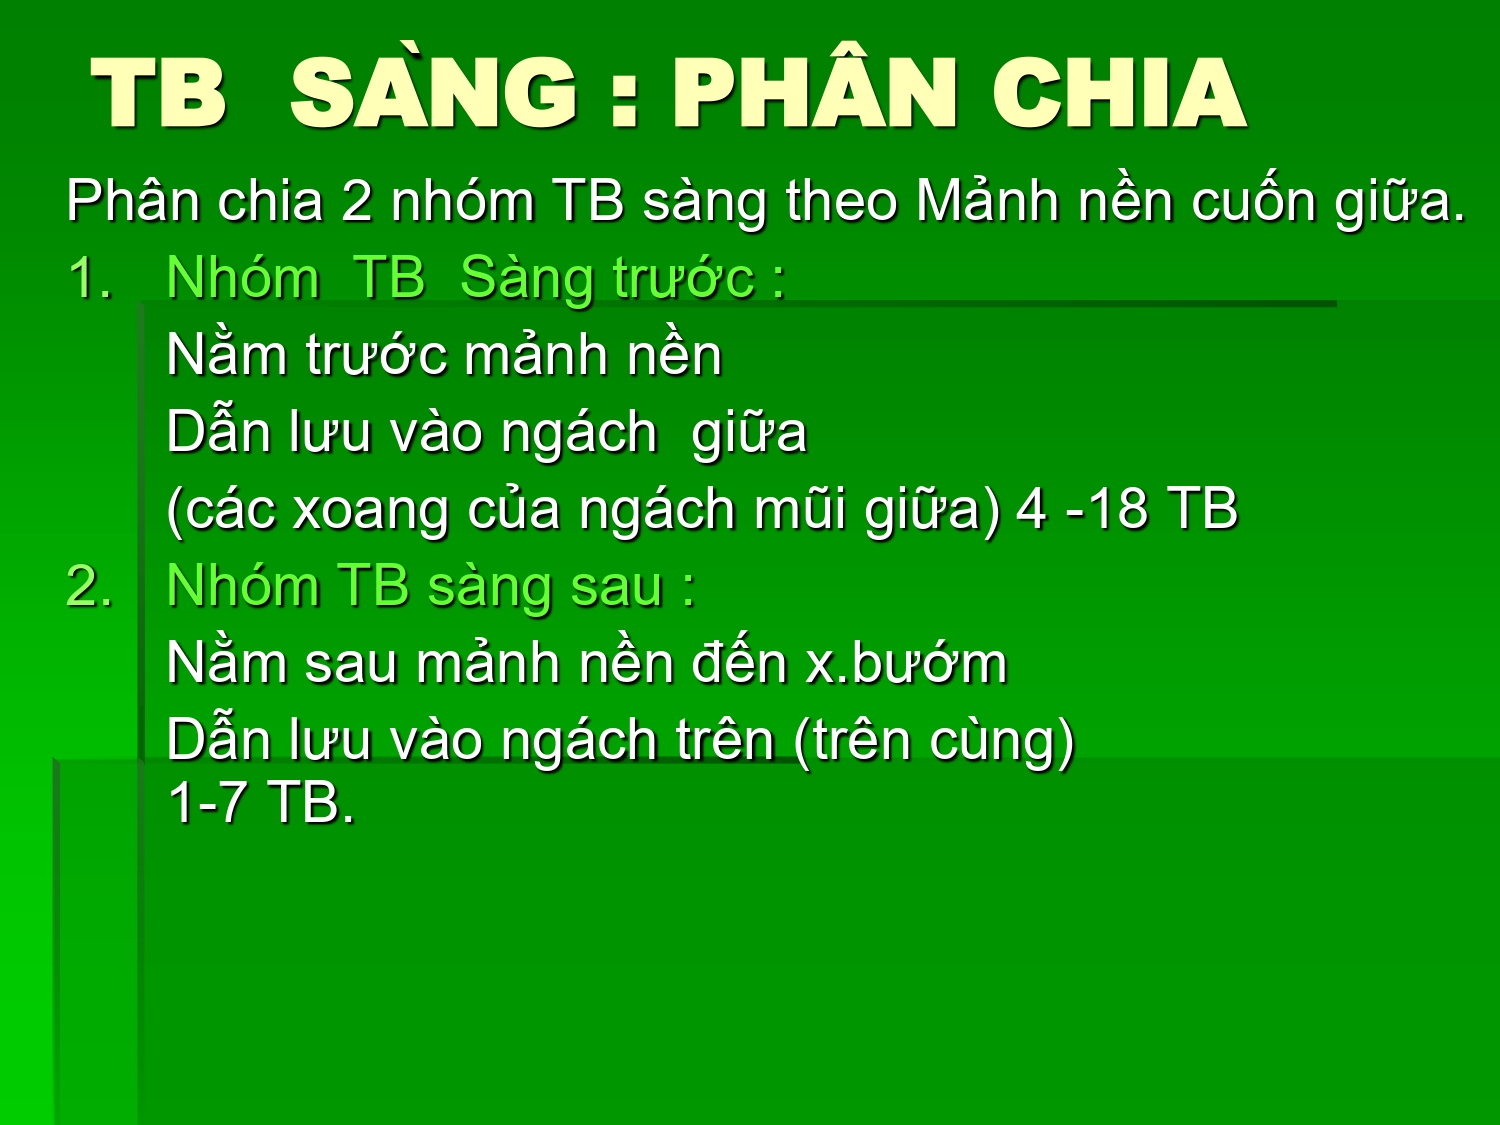 TB SÀNG : PHÂN CHIA
Phân chia 2 nhóm TB sàng theo Mảnh nền cuốn giữa.
1. Nhóm TB Sàng trước :
Nằm trước mảnh nền
Dẫn lưu vào ngách giữa
(các xoang của ngách mũi giữa) 4 -18 TB
2. Nhóm TB sàng sau :
Nằm sau mảnh nền đến x.bướm
Dẫn lưu vào ngách trên (trên cùng)
1-7 TB.